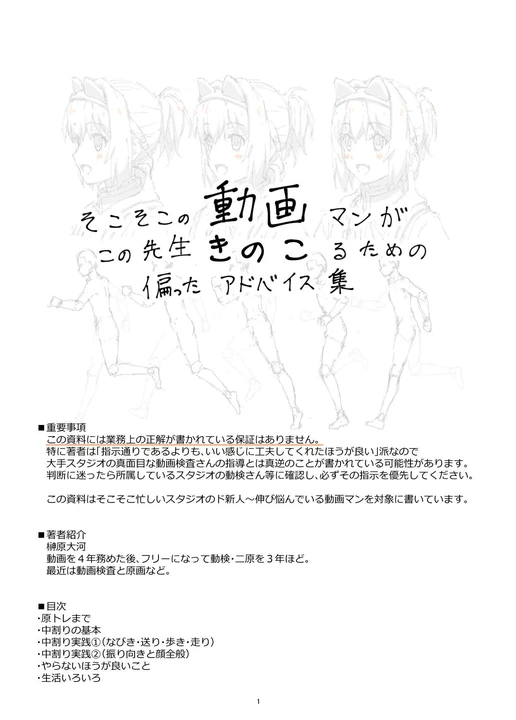 そこそこの動画マンが
この先生きのこるための
偏ったアドバイス集
■重要事項
この資料には業務上の正解が書かれている保証はありません。
特に著者は「指示通りであるよりも、いい感じに工夫してくれたほうが良い」派なので
大手スタジオの真面目な動画検査さんの指導とは真逆のことが書かれている可能性があります。
判断に迷ったら所属しているスタジオの動検さん等に確認し、必ずその指示を優先してください。
この資料はそこそこ忙しいスタジオのド新人～伸び悩んでいる動画マンを対象に書いています。
■著者紹介
榊原大河
動画を４年務めた後、フリーになって動検・二原を３年ほど。
最近は動画検査と原画など。
■目次
・原トレまで
・中割りの基本
・中割り実践①(なびき・送り・歩き・走り)
・中割り実践②(振り向きと顔全般)
・やらないほうが良いこと
・生活いろいろ
1